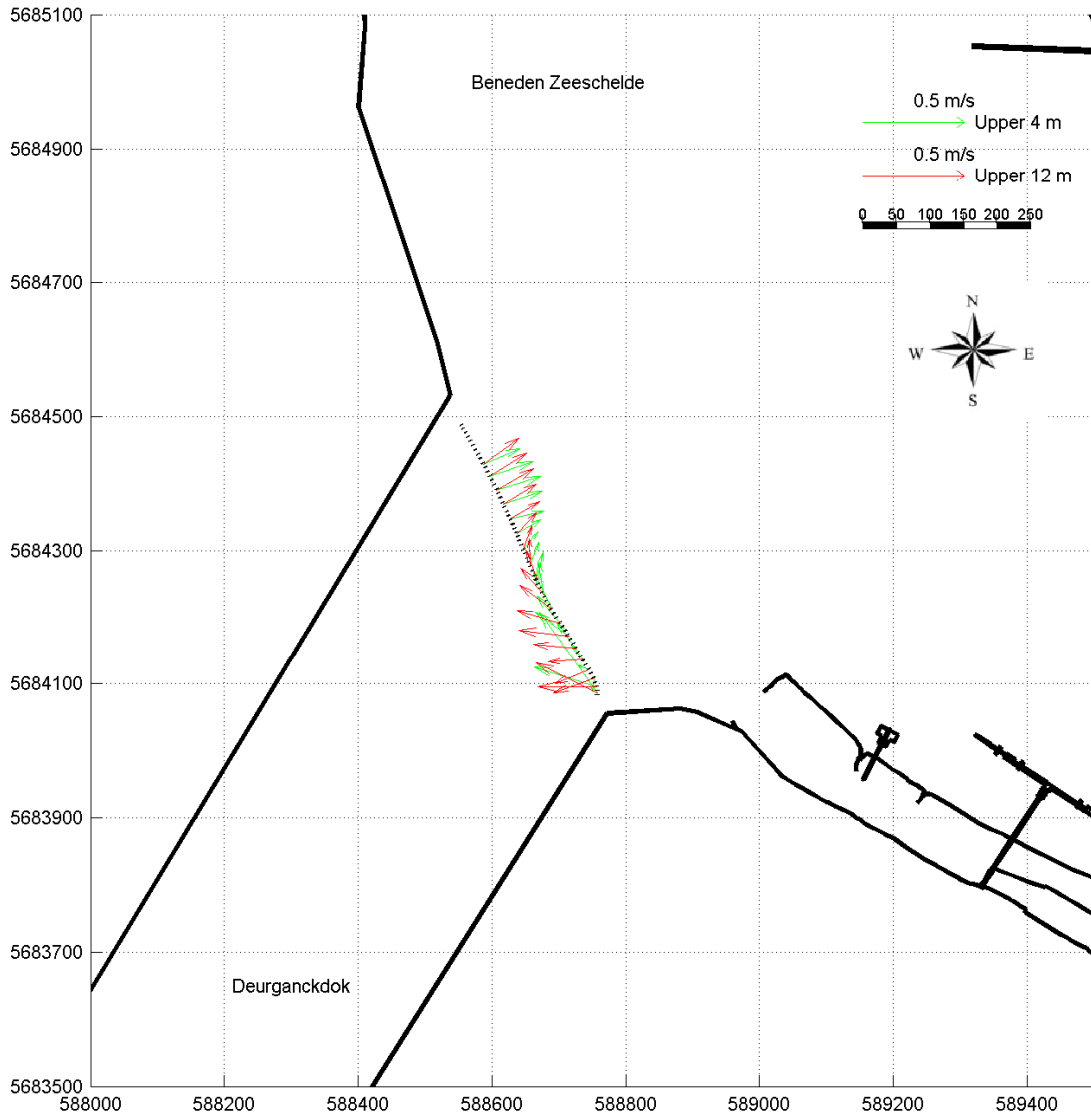 5685100
Beneden Zeeschelde
0.5 m/s
Upper 4 m
5684900
0.5 m/s
Upper 12 m
0 50 100 150 200 250
5684700
N
W E
S
5684500
5684300
5684100
5683900
5683700
Deurganckdok
5683500
588000 588200 588400 588600 588800 589000 589200 589400